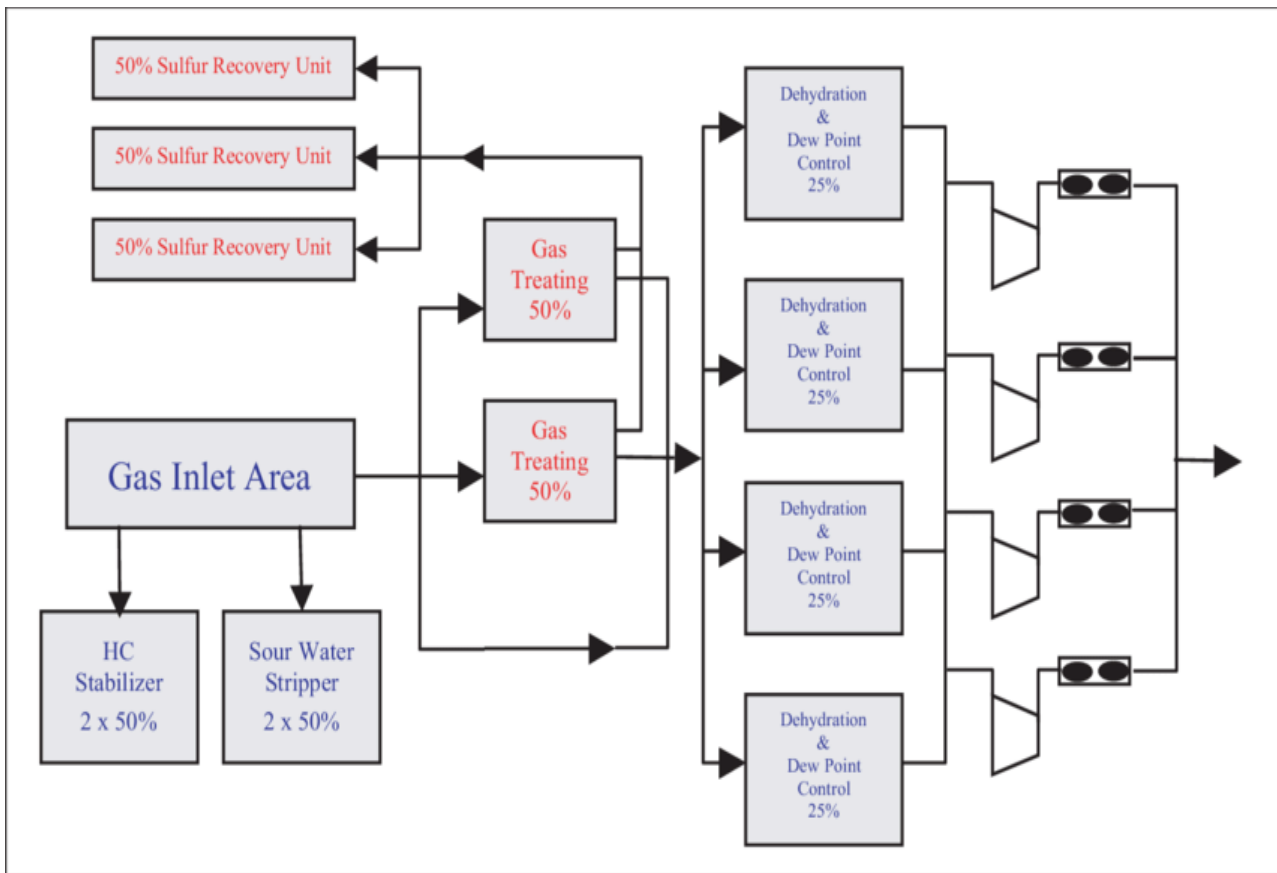 50% Sulfur Recovery Unit
50% Sulfur Recovery Unit
50% Sulfur Recovery Unit
Gas
Treating
50%
Gas
Treating
50%
Gas Inlet Area
HC
Stabilizer
2 x 50%
Sour Water
Stripper
2 x 50%
Dehydration
&
Dew Point
Control
25%
Dehydration
&
Dew Point
Control
25%
Dehydration
&
Dew Point
Control
25%
Dehydration
&
Dew Point
Control
25%